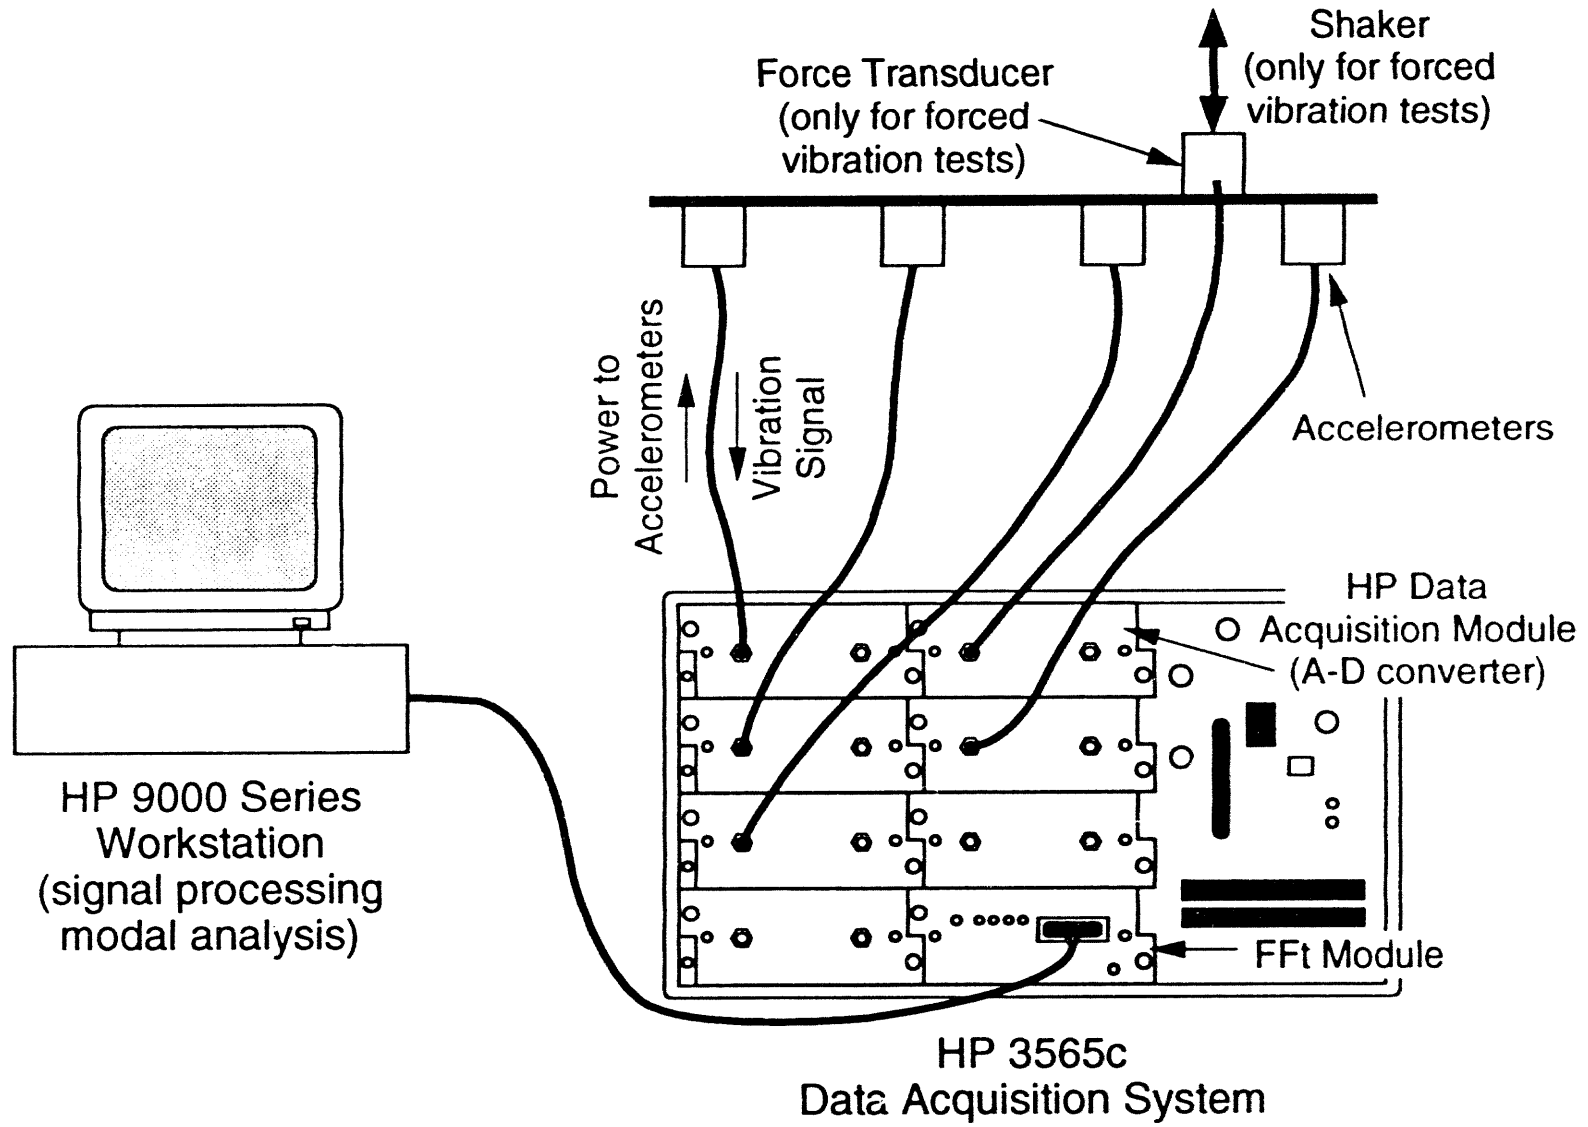 Shaker
(only for forced
vibration tests)
Force Transducer
(only for forced
vibration tests)
Power to
Accelerometers
Vibration
Signal
Accelerometers
HP Data
Acquisition Module
(A-D converter)
HP 9000 Series
Workstation
(signal processing
modal analysis)
FFt Module
HP 3565c
Data Acquisition System